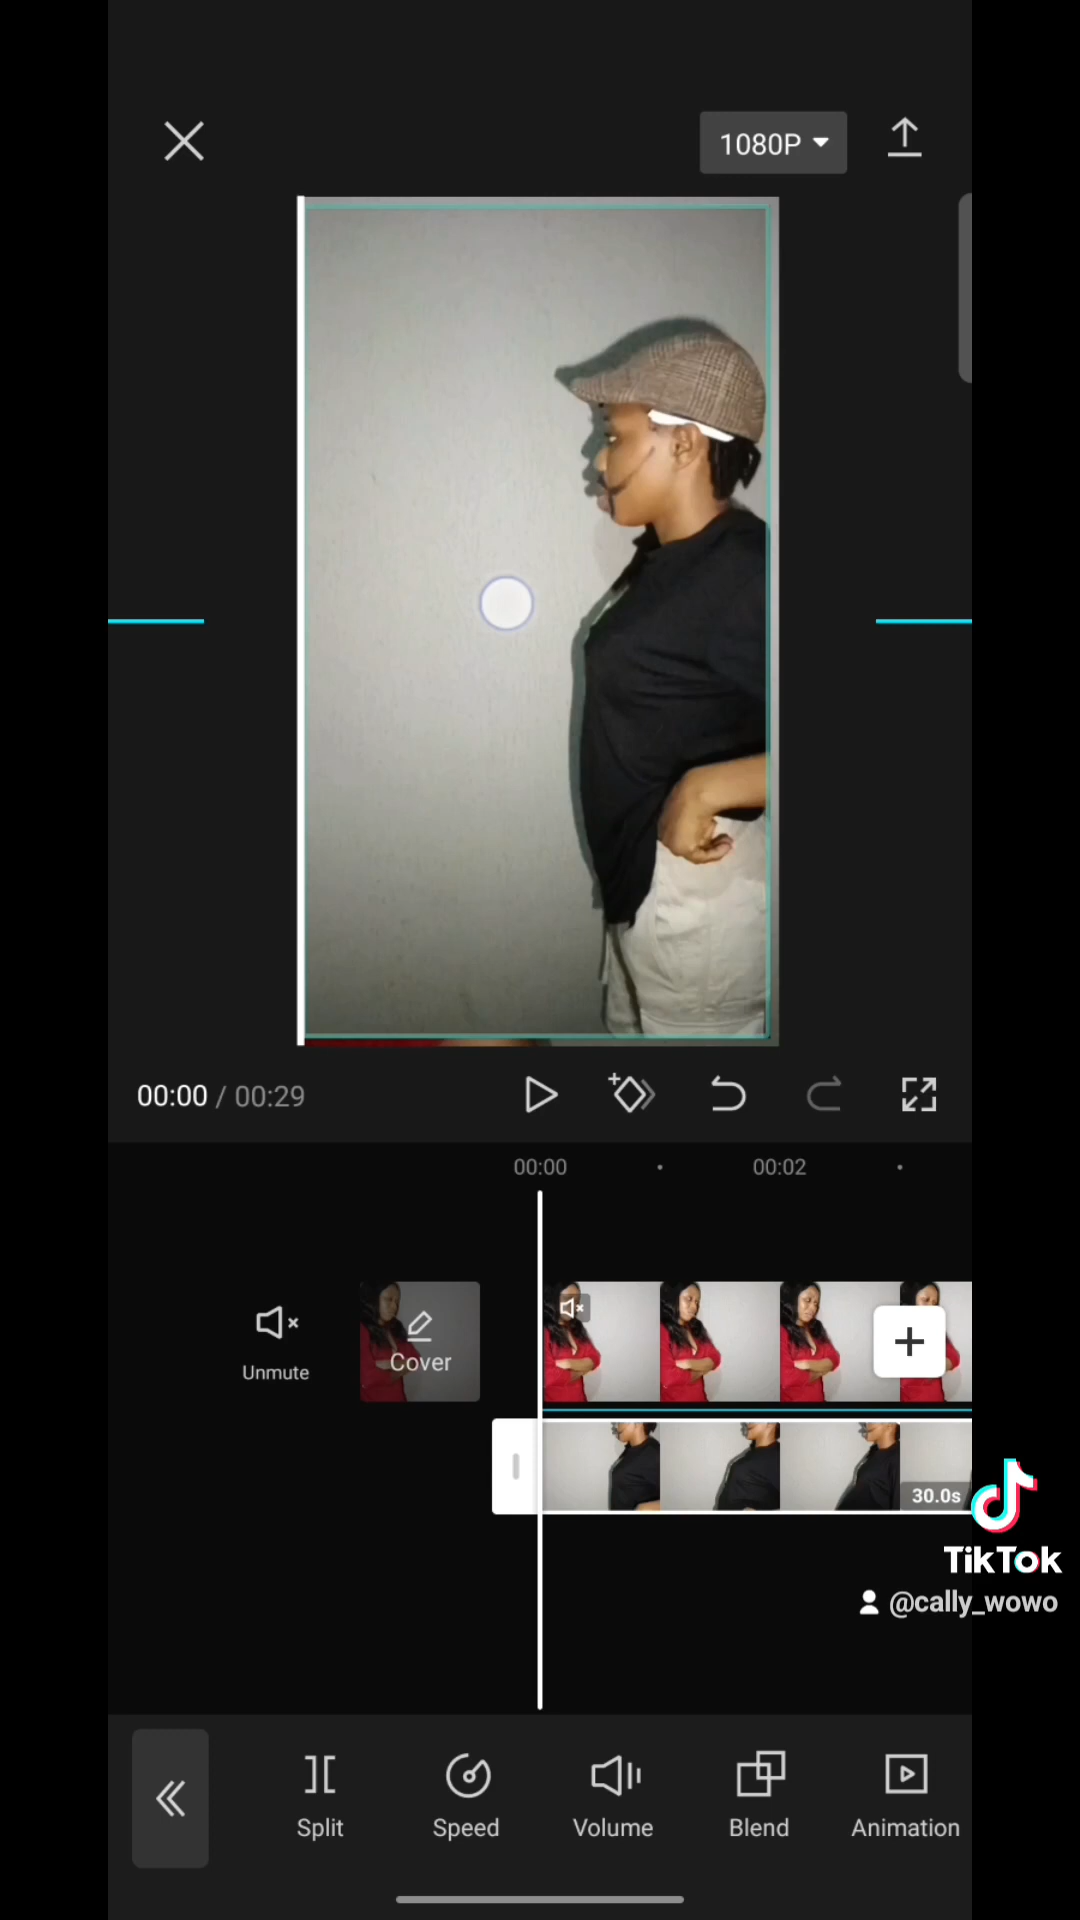 1080P
00:00 / 00:29
00:00
00:02
Unmute
Cover
30.0s
TikTok
@cally_wowo
Split
Speed
Volume
Blend
Animation